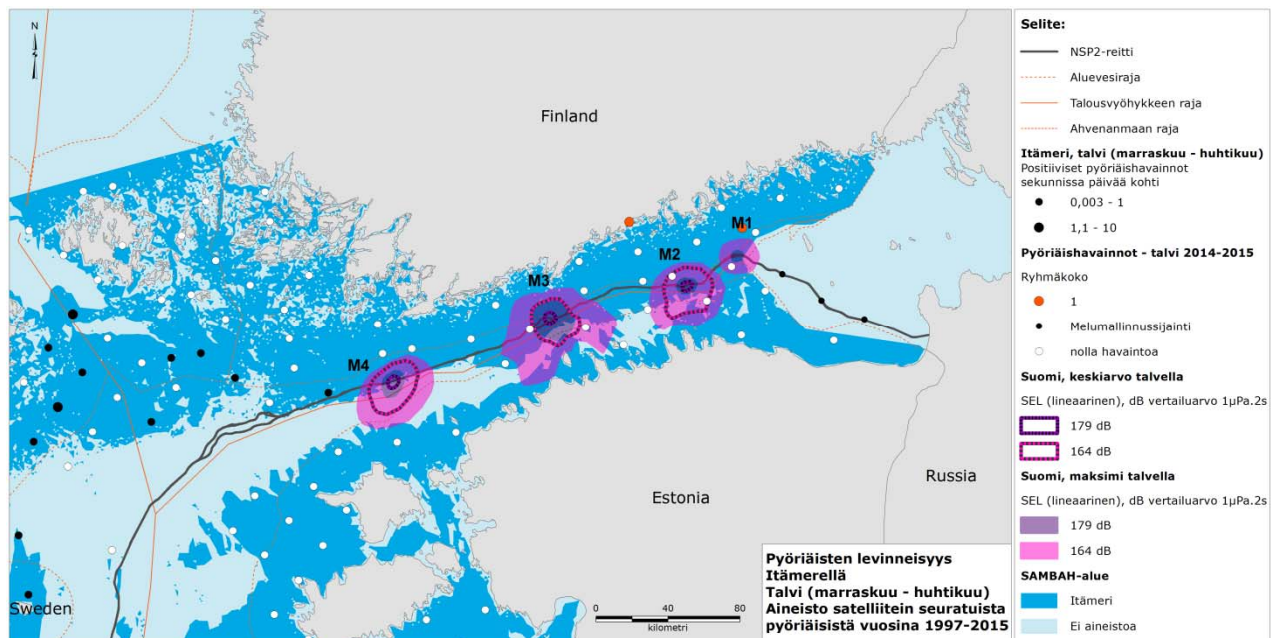 N
Finland
M1
M2
M3
M4
Estonia
Russia
Sweden
Pyöriäisten levinneisyys
Itämerellä
Talvi (marraskuu - huhtikuu)
Aineisto satelliitein seuratuista
pyöriäisistä vuosina 1997-2015
0 20 40 80
kilometri
Selite:
NSP2-reitti
Aluevesiraja
Talousvyöhykkeen raja
Ahvenanmaan raja
Itämeri, talvi (marraskuu - huhtikuu)
Positiiviset pyöriäishavainnot
sekunnissa päivää kohti
0,003 - 1
1,1 - 10
Pyöriäishavainnot - talvi 2014-2015
Ryhmäkoko
1
Melumallinnussijainti
nolla havaintoa
Suomi, keskiarvo talvella
SEL (lineaarinen), dB vertailuarvo 1µPa.2s
179 dB
164 dB
Suomi, maksimi talvella
SEL (lineaarinen), dB vertailuarvo 1µPa.2s
179 dB
164 dB
SAMBAH-alue
Itämeri
Ei aineistoa